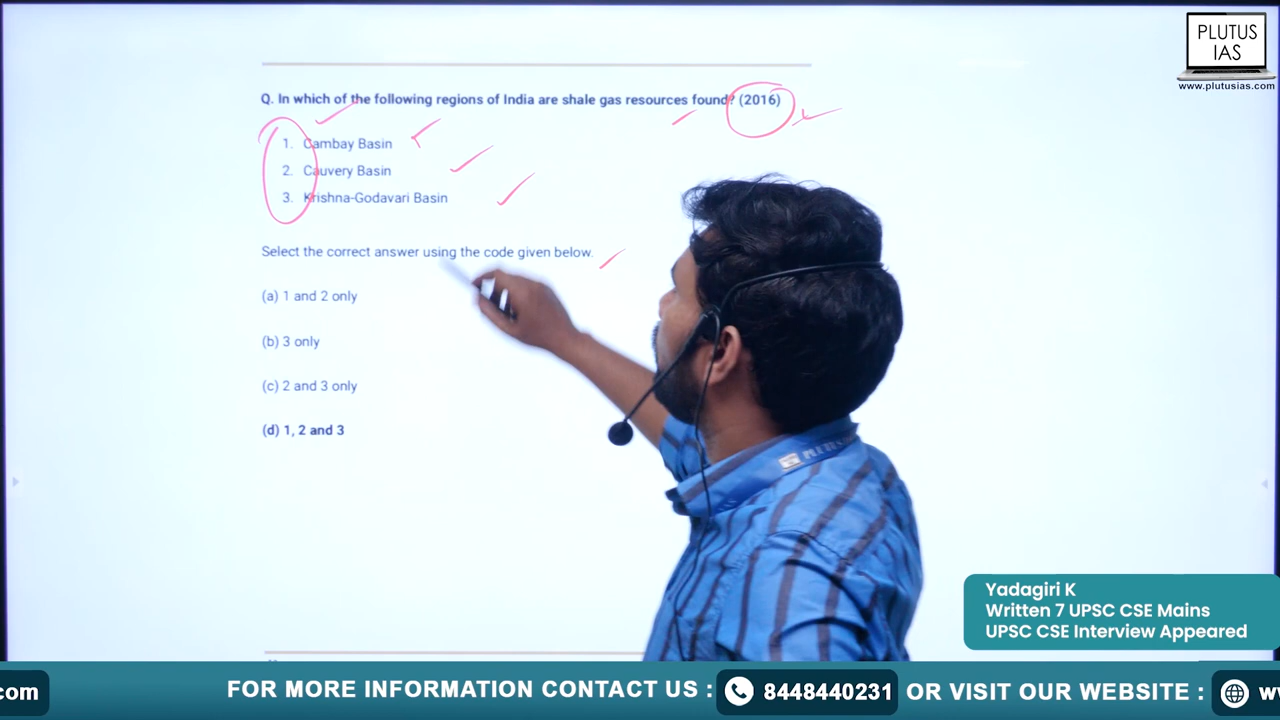 PLUTUS
IAS
www.plutusias.com
Q. In which of the following regions of India are shale gas resources found? (2016)
1. Cambay Basin
2. Cauvery Basin
3. Krishna-Godavari Basin
Select the correct answer using the code given below.
(a) 1 and 2 only
(b) 3 only
(c) 2 and 3 only
(d) 1, 2 and 3
Yadagiri K
Written 7 UPSC CSE Mains
UPSC CSE Interview Appeared
com FOR MORE INFORMATION CONTACT US : 8448440231 OR VISIT OUR WEBSITE :